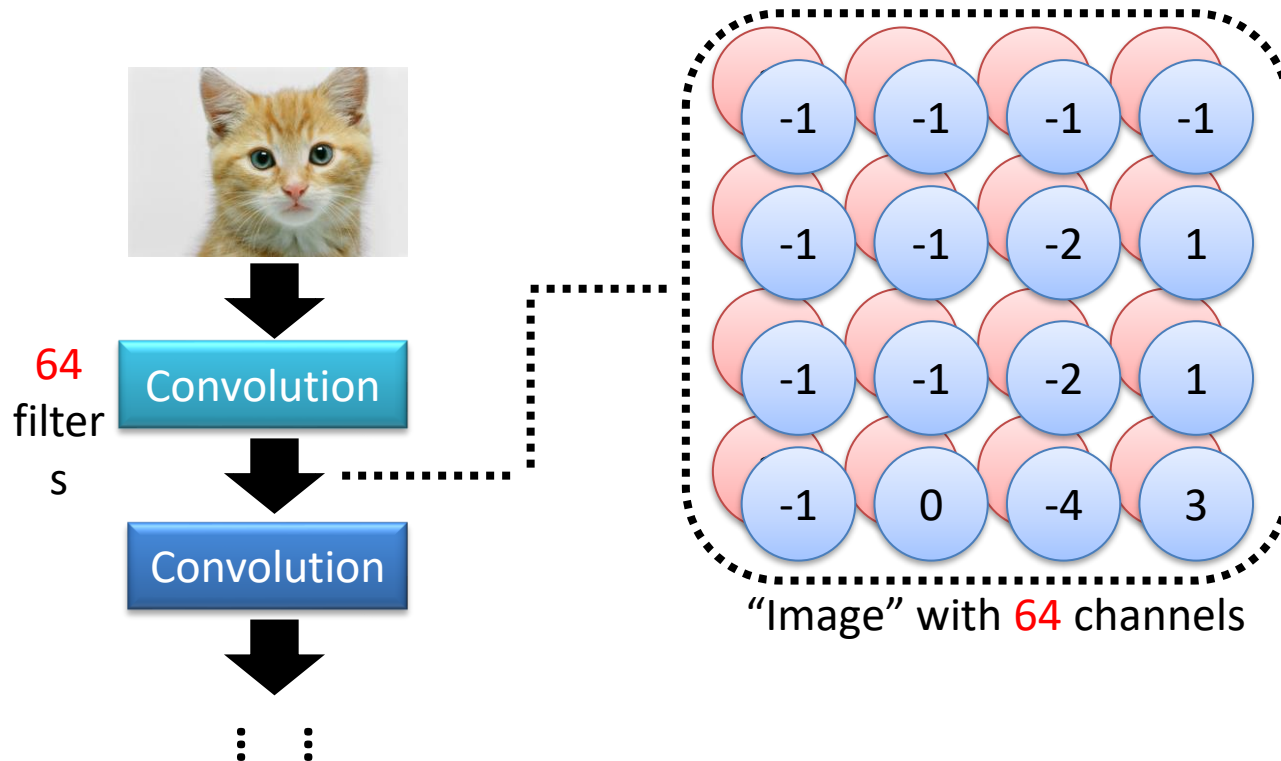 64
filter
s
Convolution
Convolution
-1 -1 -1 -1
-1 -1 -2 1
-1 -1 -2 1
-1 0 -4 3
“Image” with 64 channels